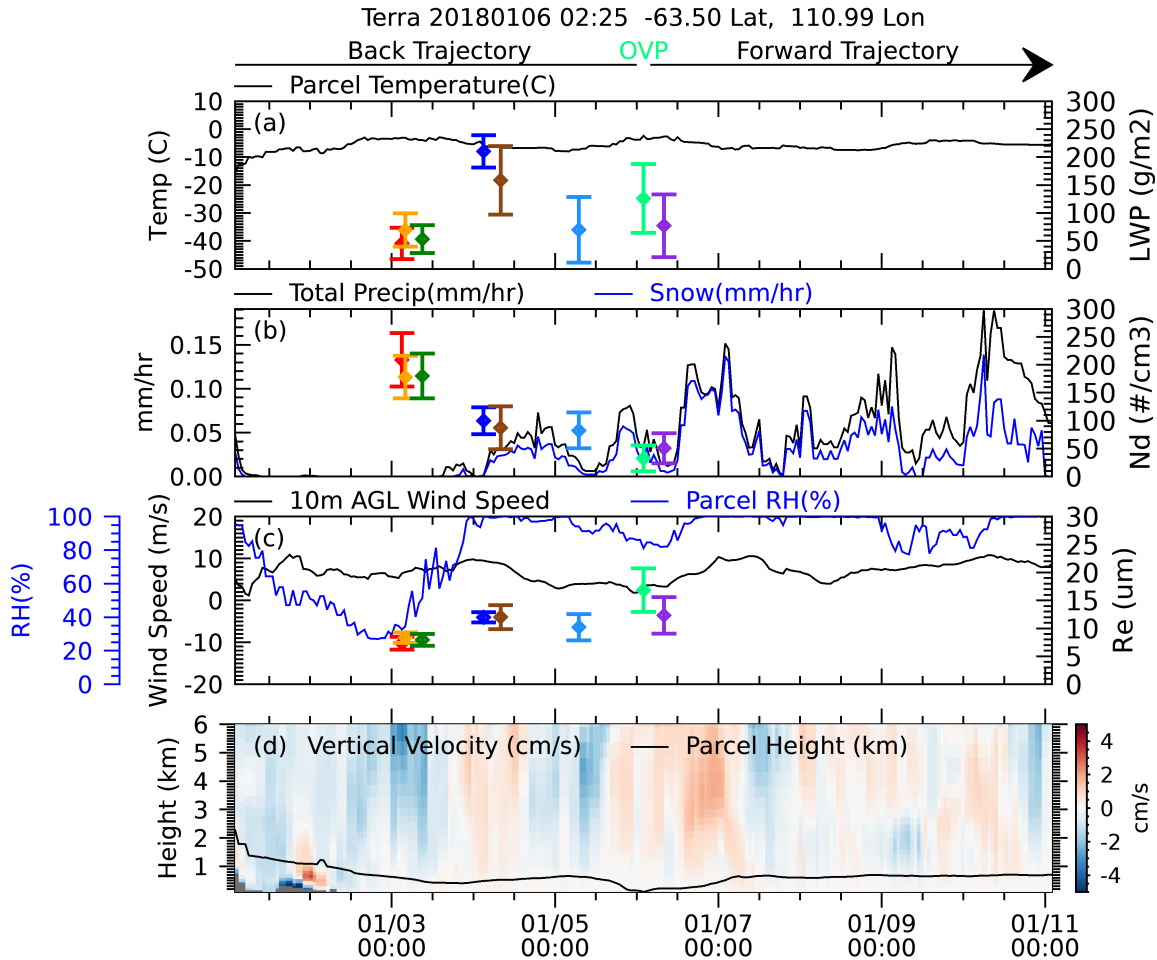 Terra 20180106 02:25  -63.50 Lat,  110.99 Lon
Back Trajectory OVP Forward Trajectory
Parcel Temperature(C)
(a)
Temp (C)
10
0
-10
-20
-30
-40
-50
300
250
200
150
100
50
0
LWP (g/m2)
Total Precip(mm/hr) Snow(mm/hr)
(b)
mm/hr
0.15
0.10
0.05
0.00
300
250
200
150
100
50
0
Nd (#/cm3)
10m AGL Wind Speed Parcel RH(%)
(c)
RH(%)
100
80
60
40
20
0
Wind Speed (m/s)
20
10
0
-10
-20
30
25
20
15
10
5
0
Re (um)
(d) Vertical Velocity (cm/s) Parcel Height (km)
Height (km)
6
5
4
3
2
1
4
2
0
-2
-4
cm/s
01/03 01/05 01/07 01/09 01/11
00:00 00:00 00:00 00:00 00:00